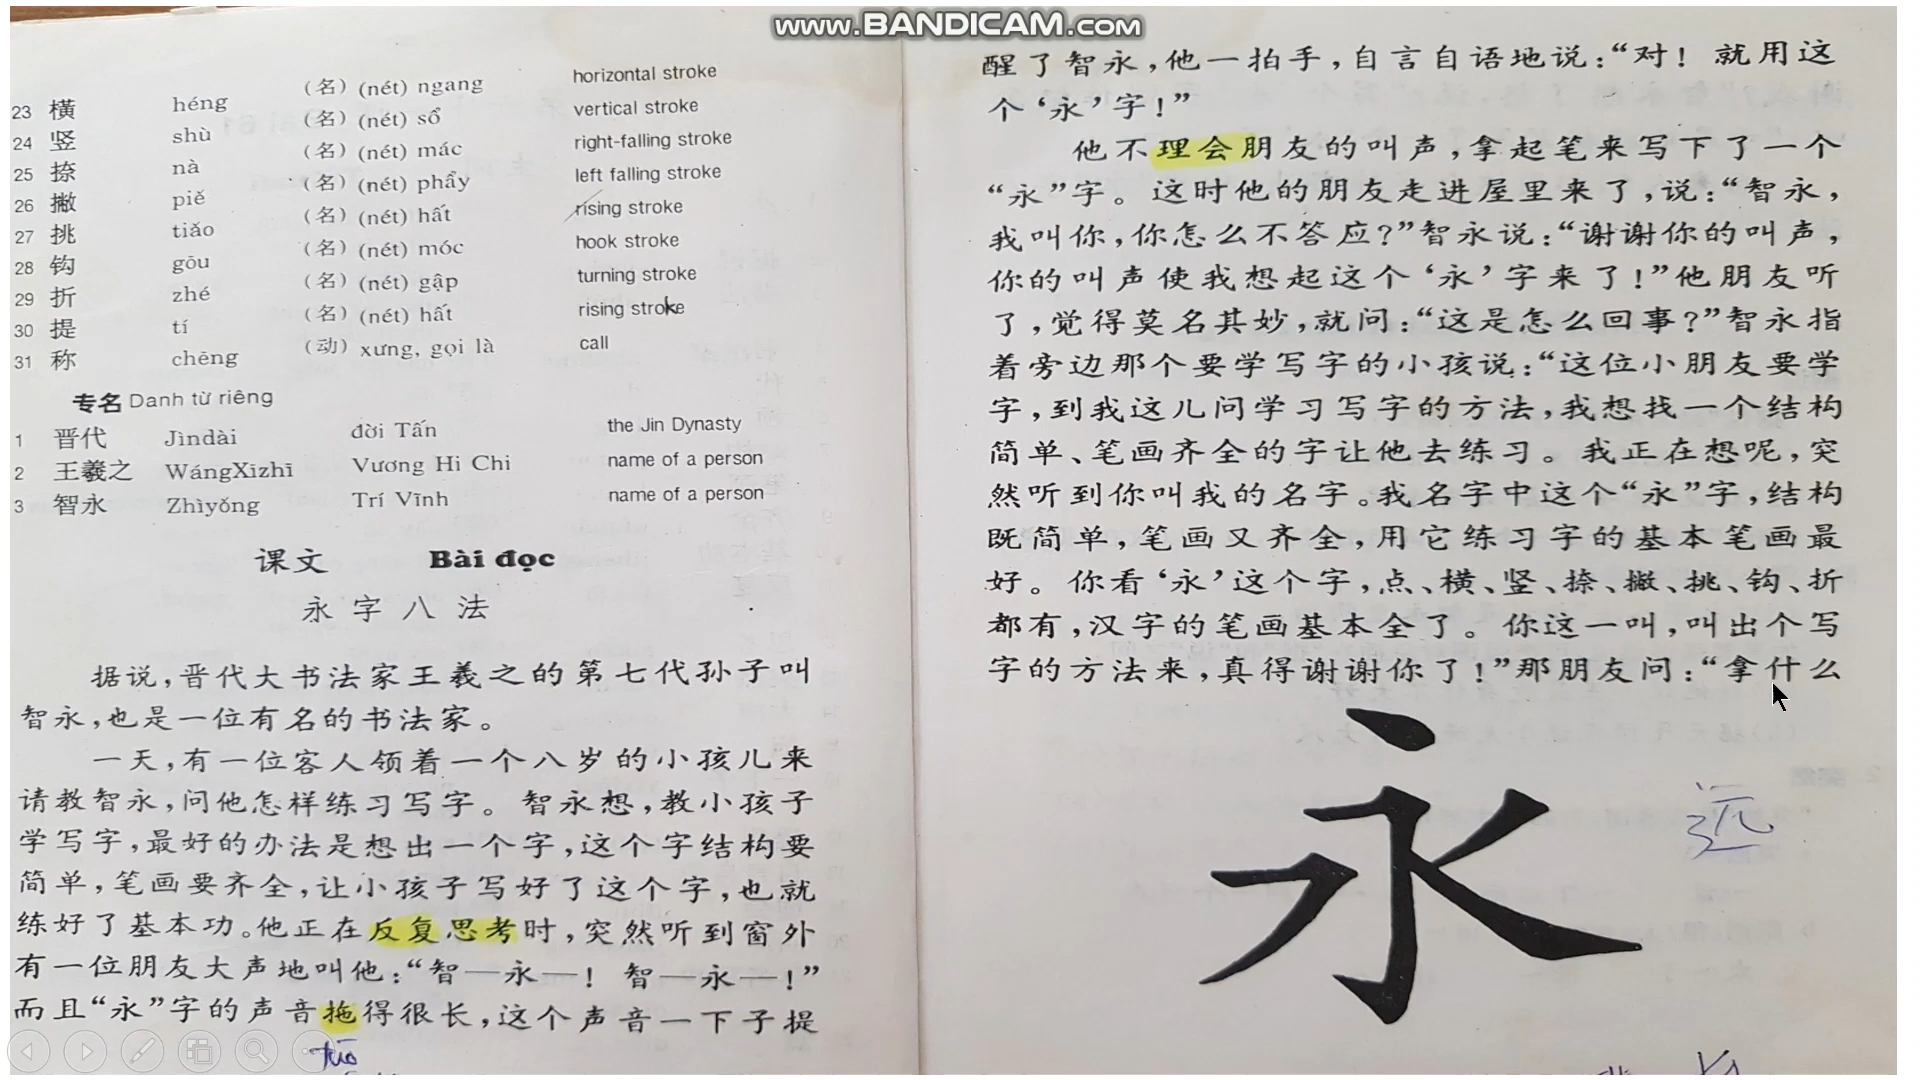 www.BANDICAM.com
23 横 héng (名) (nét) ngang horizontal stroke
24 竖 shù (名) (nét) sổ vertical stroke
25 捺 nà (名) (nét) mác right-falling stroke
26 撇 piě (名) (nét) phẩy left falling stroke
27 挑 tiǎo (名) (nét) hất rising stroke
28 钩 gōu (名) (nét) móc hook stroke
29 折 zhé (名) (nét) gập turning stroke
30 提 tí (名) (nét) hất rising stroke
31 称 chēng (动) xưng, gọi là call
专名 Danh từ riêng
1 晋代 Jìndài đời Tấn the Jin Dynasty
2 王羲之 WángXīzhī Vương Hi Chi name of a person
3 智永 Zhìyǒng Trí Vĩnh name of a person
课文 Bài đọc
永字八法
据说,晋代大书法家王羲之的第七代孙子叫
智永,也是一位有名的书法家。
一天,有一位客人领着一个八岁的小孩儿来
请教智永,问他怎样练习写字。智永想,教小孩子
学写字,最好的办法是想出一个字,这个字结构要
简单,笔画要齐全,让小孩子写好了这个字,也就
练好了基本功。他正在反复思考时,突然听到窗外
有一位朋友大声地叫他:“智—永—! 智—永—!”
而且“永”字的声音拖得很长,这个声音一下子提
tuō
醒了智永,他一拍手,自言自语地说:“对! 就用这
个‘永’字!”
他不理会朋友的叫声,拿起笔来写下了一个
“永”字。这时他的朋友走进屋里来了,说:“智永,
我叫你,你怎么不答应?”智永说:“谢谢你的叫声,
你的叫声使我想起这个‘永’字来了!”他朋友听
了,觉得莫名其妙,就问:“这是怎么回事?”智永指
着旁边那个要学写字的小孩说:“这位小朋友要学
字,到我这儿问学习写字的方法,我想找一个结构
简单、笔画齐全的字让他去练习。我正在想呢,突
然听到你叫我的名字。我名字中这个“永”字,结构
既简单,笔画又齐全,用它练习字的基本笔画最
好。你看‘永’这个字,点、横、竖、捺、撇、挑、钩、折
都有,汉字的笔画基本全了。你这一叫,叫出个写
字的方法来,真得谢谢你了!”那朋友问:“拿什么
永
远